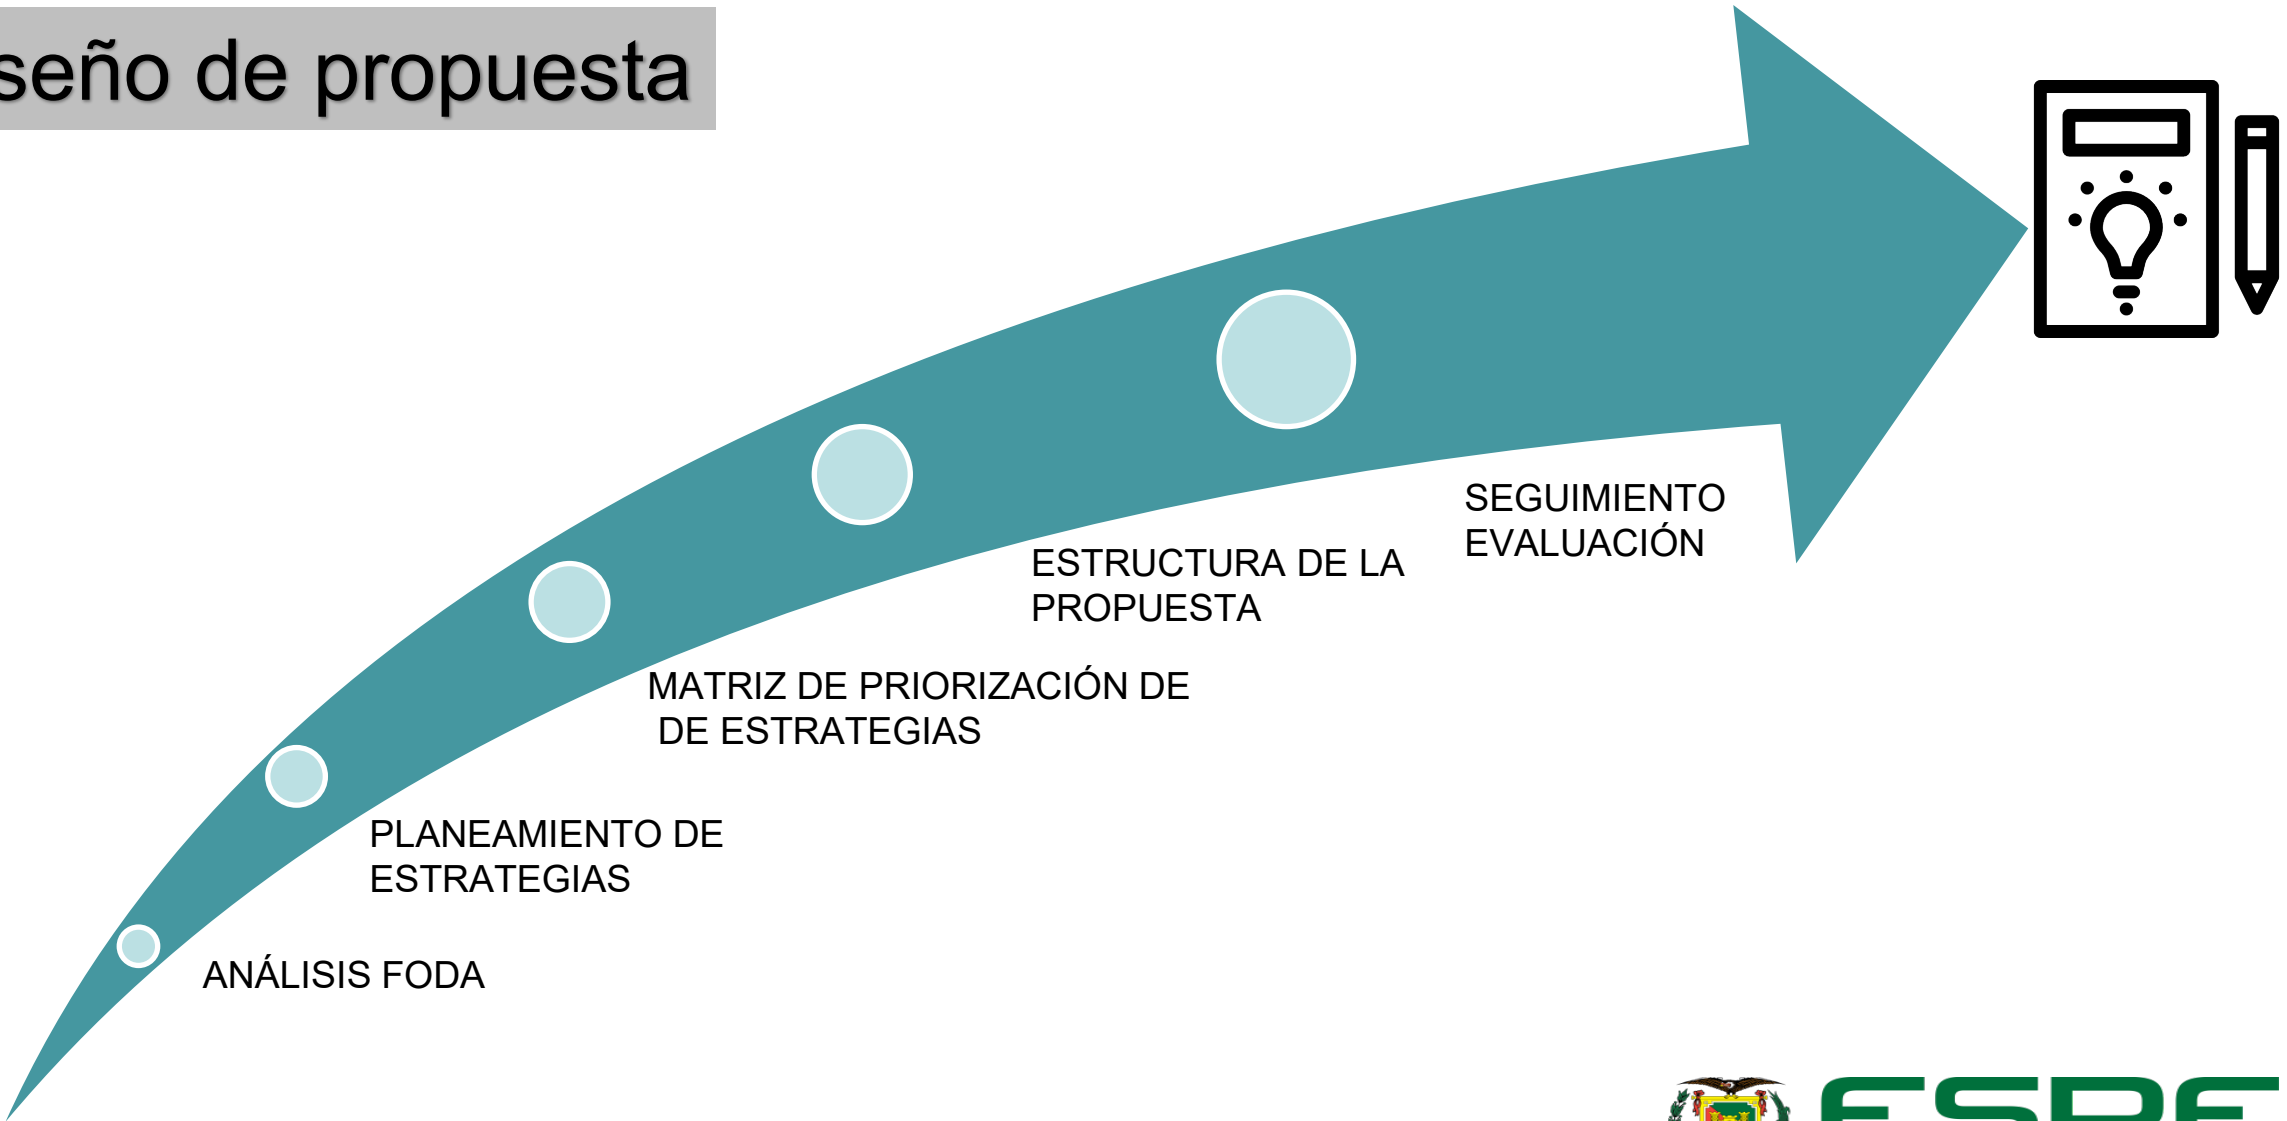 seño de propuesta
SEGUIMIENTO
EVALUACIÓN
ESTRUCTURA DE LA
PROPUESTA
MATRIZ DE PRIORIZACIÓN DE
DE ESTRATEGIAS
PLANEAMIENTO DE
ESTRATEGIAS
ANÁLISIS FODA
ESPE